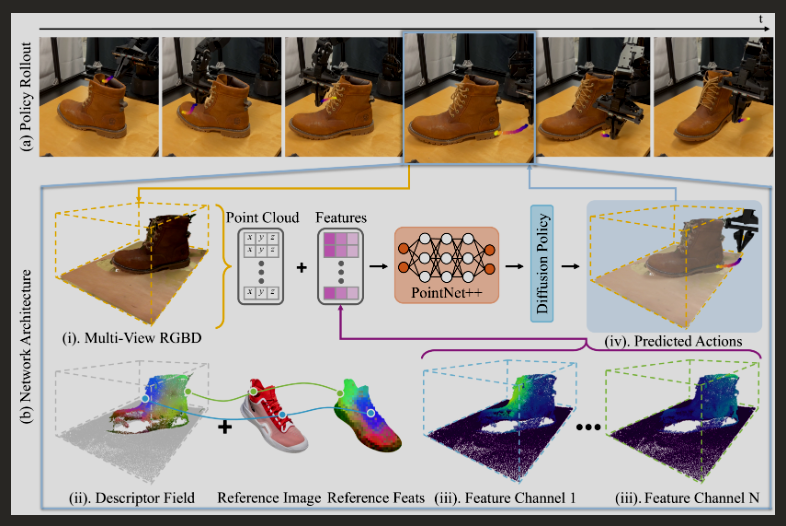 t
(a) Policy Rollout
(b) Network Architecture
Point Cloud
Features
x y z
x y z
x y z
+
PointNet++
Diffusion Policy
(i). Multi-View RGBD
(iv). Predicted Actions
+
(ii). Descriptor Field
Reference Image
Reference Feats
(iii). Feature Channel 1
(iii). Feature Channel N